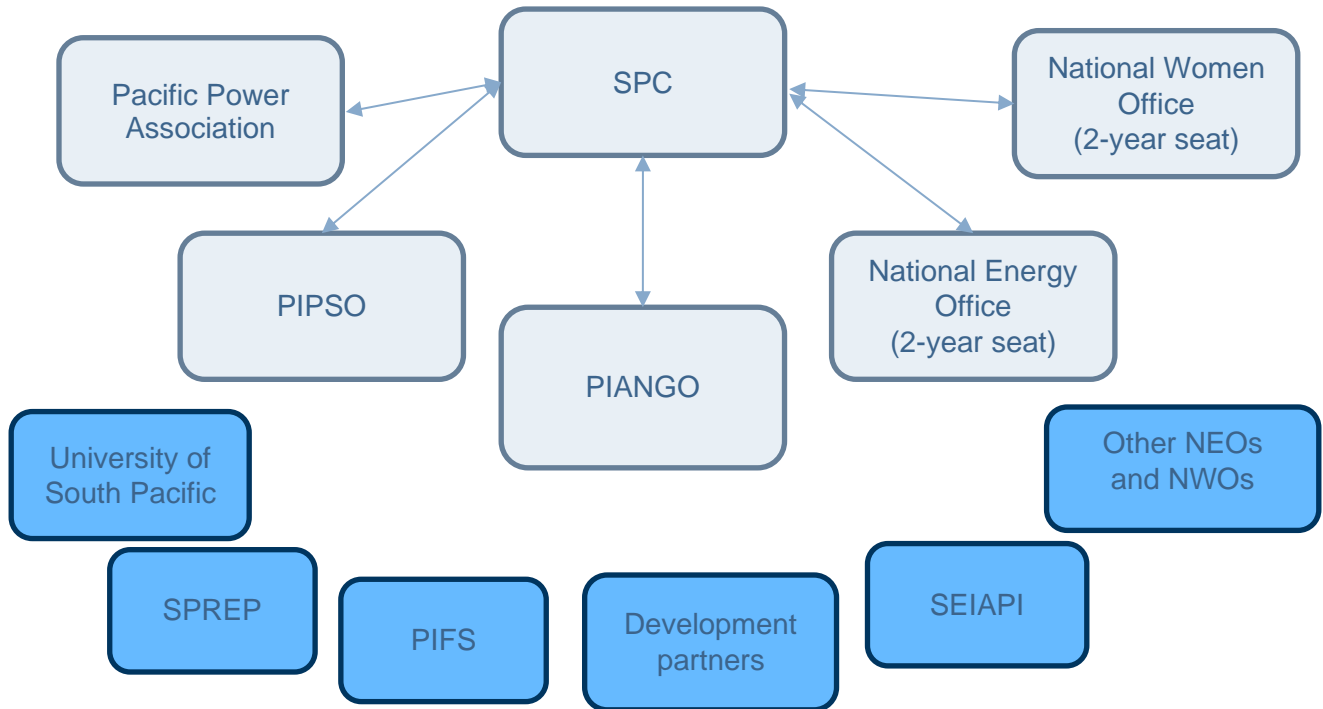 Pacific Power
Association
SPC
National Women
Office
(2-year seat)
PIPSO
PIANGO
National Energy
Office
(2-year seat)
University of
South Pacific
Other NEOs
and NWOs
SPREP
PIFS
Development
partners
SEIAPI